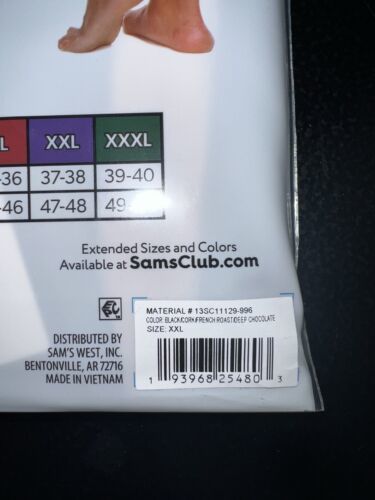 L XXL XXXL
-36 37-38 39-40
-46 47-48 49-
Extended Sizes and Colors
Available at SamsClub.com
MATERIAL # 13SC11129-996
COLOR: BLACK/CORK/FRENCH ROAST/DEEP CHOCOLATE
SIZE: XXL
DISTRIBUTED BY
SAM'S WEST, INC.
BENTONVILLE, AR 72716
MADE IN VIETNAM
1 93968 25480 3